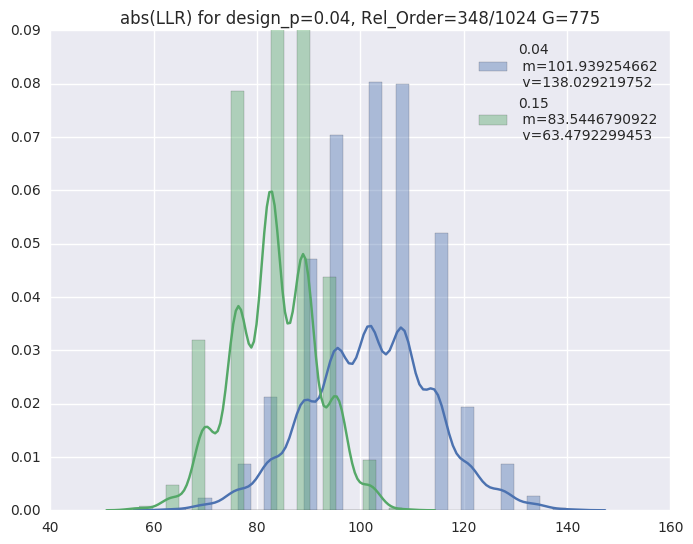 abs(LLR) for design_p=0.04, Rel_Order=348/1024 G=775
0.04
m=101.939254662
v=138.029219752
0.15
m=83.5446790922
v=63.4792299453
0.09
0.08
0.07
0.06
0.05
0.04
0.03
0.02
0.01
0.00
40 60 80 100 120 140 160